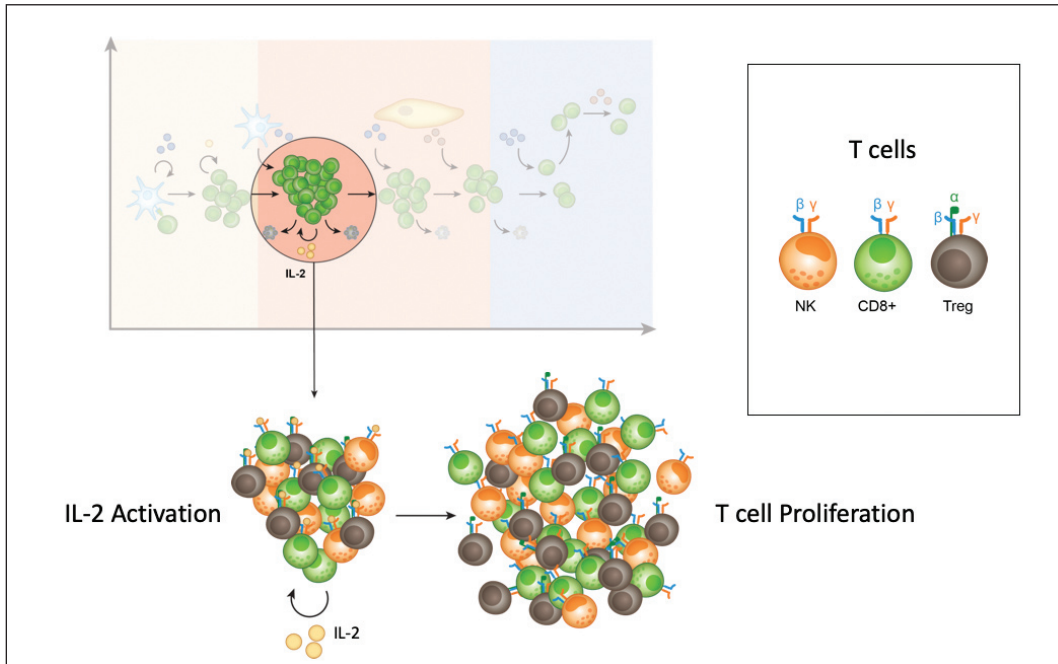 IL-2
T cells
α
β γ
β γ
β γ
NK
CD8+
Treg
IL-2 Activation
T cell Proliferation
IL-2